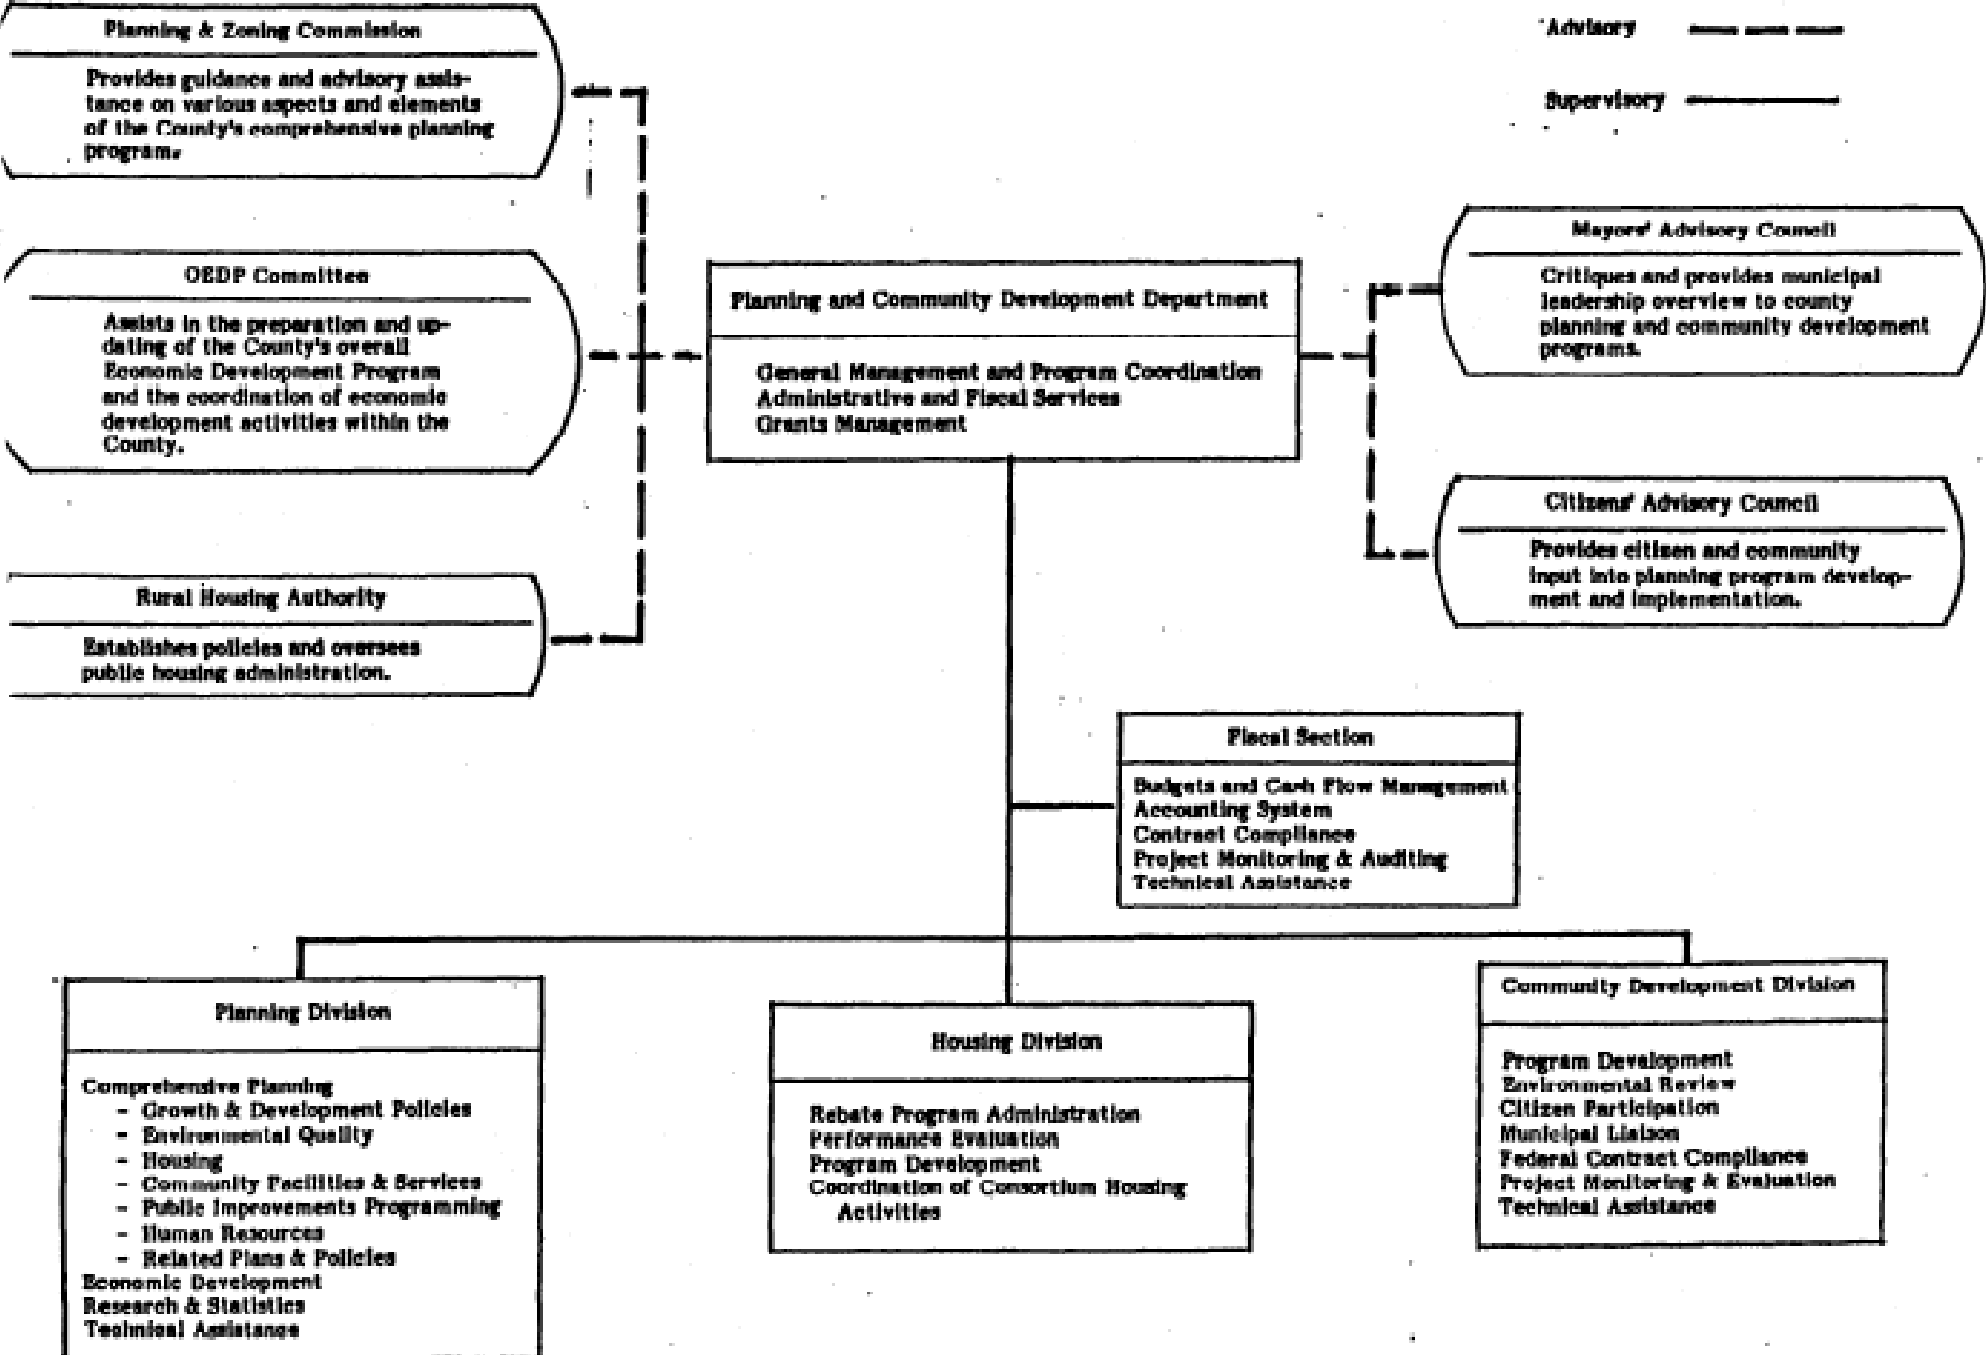 Planning & Zoning Commission
Provides guidance and advisory assis-
tance on various aspects and elements
of the County's comprehensive planning
program.
OEDP Committee
Assists in the preparation and up-
dating of the County's overall
Economic Development Program
and the coordination of economic
development activities within the
County.
Rural Housing Authority
Establishes policies and oversees
public housing administration.
Advisory
Supervisory
Planning and Community Development Department
General Management and Program Coordination
Administrative and Fiscal Services
Grants Management
Mayors' Advisory Council
Critiques and provides municipal
leadership overview to county
planning and community development
programs.
Citizens' Advisory Council
Provides citizen and community
input into planning program develop-
ment and implementation.
Fiscal Section
Budgets and Cash Flow Management
Accounting System
Contract Compliance
Project Monitoring & Auditing
Technical Assistance
Planning Division
Comprehensive Planning
- Growth & Development Policies
- Environmental Quality
- Housing
- Community Facilities & Services
- Public Improvements Programming
- Human Resources
- Related Plans & Policies
Economic Development
Research & Statistics
Technical Assistance
Housing Division
Rebate Program Administration
Performance Evaluation
Program Development
Coordination of Consortium Housing
Activities
Community Development Division
Program Development
Environmental Review
Citizen Participation
Municipal Liaison
Federal Contract Compliance
Project Monitoring & Evaluation
Technical Assistance